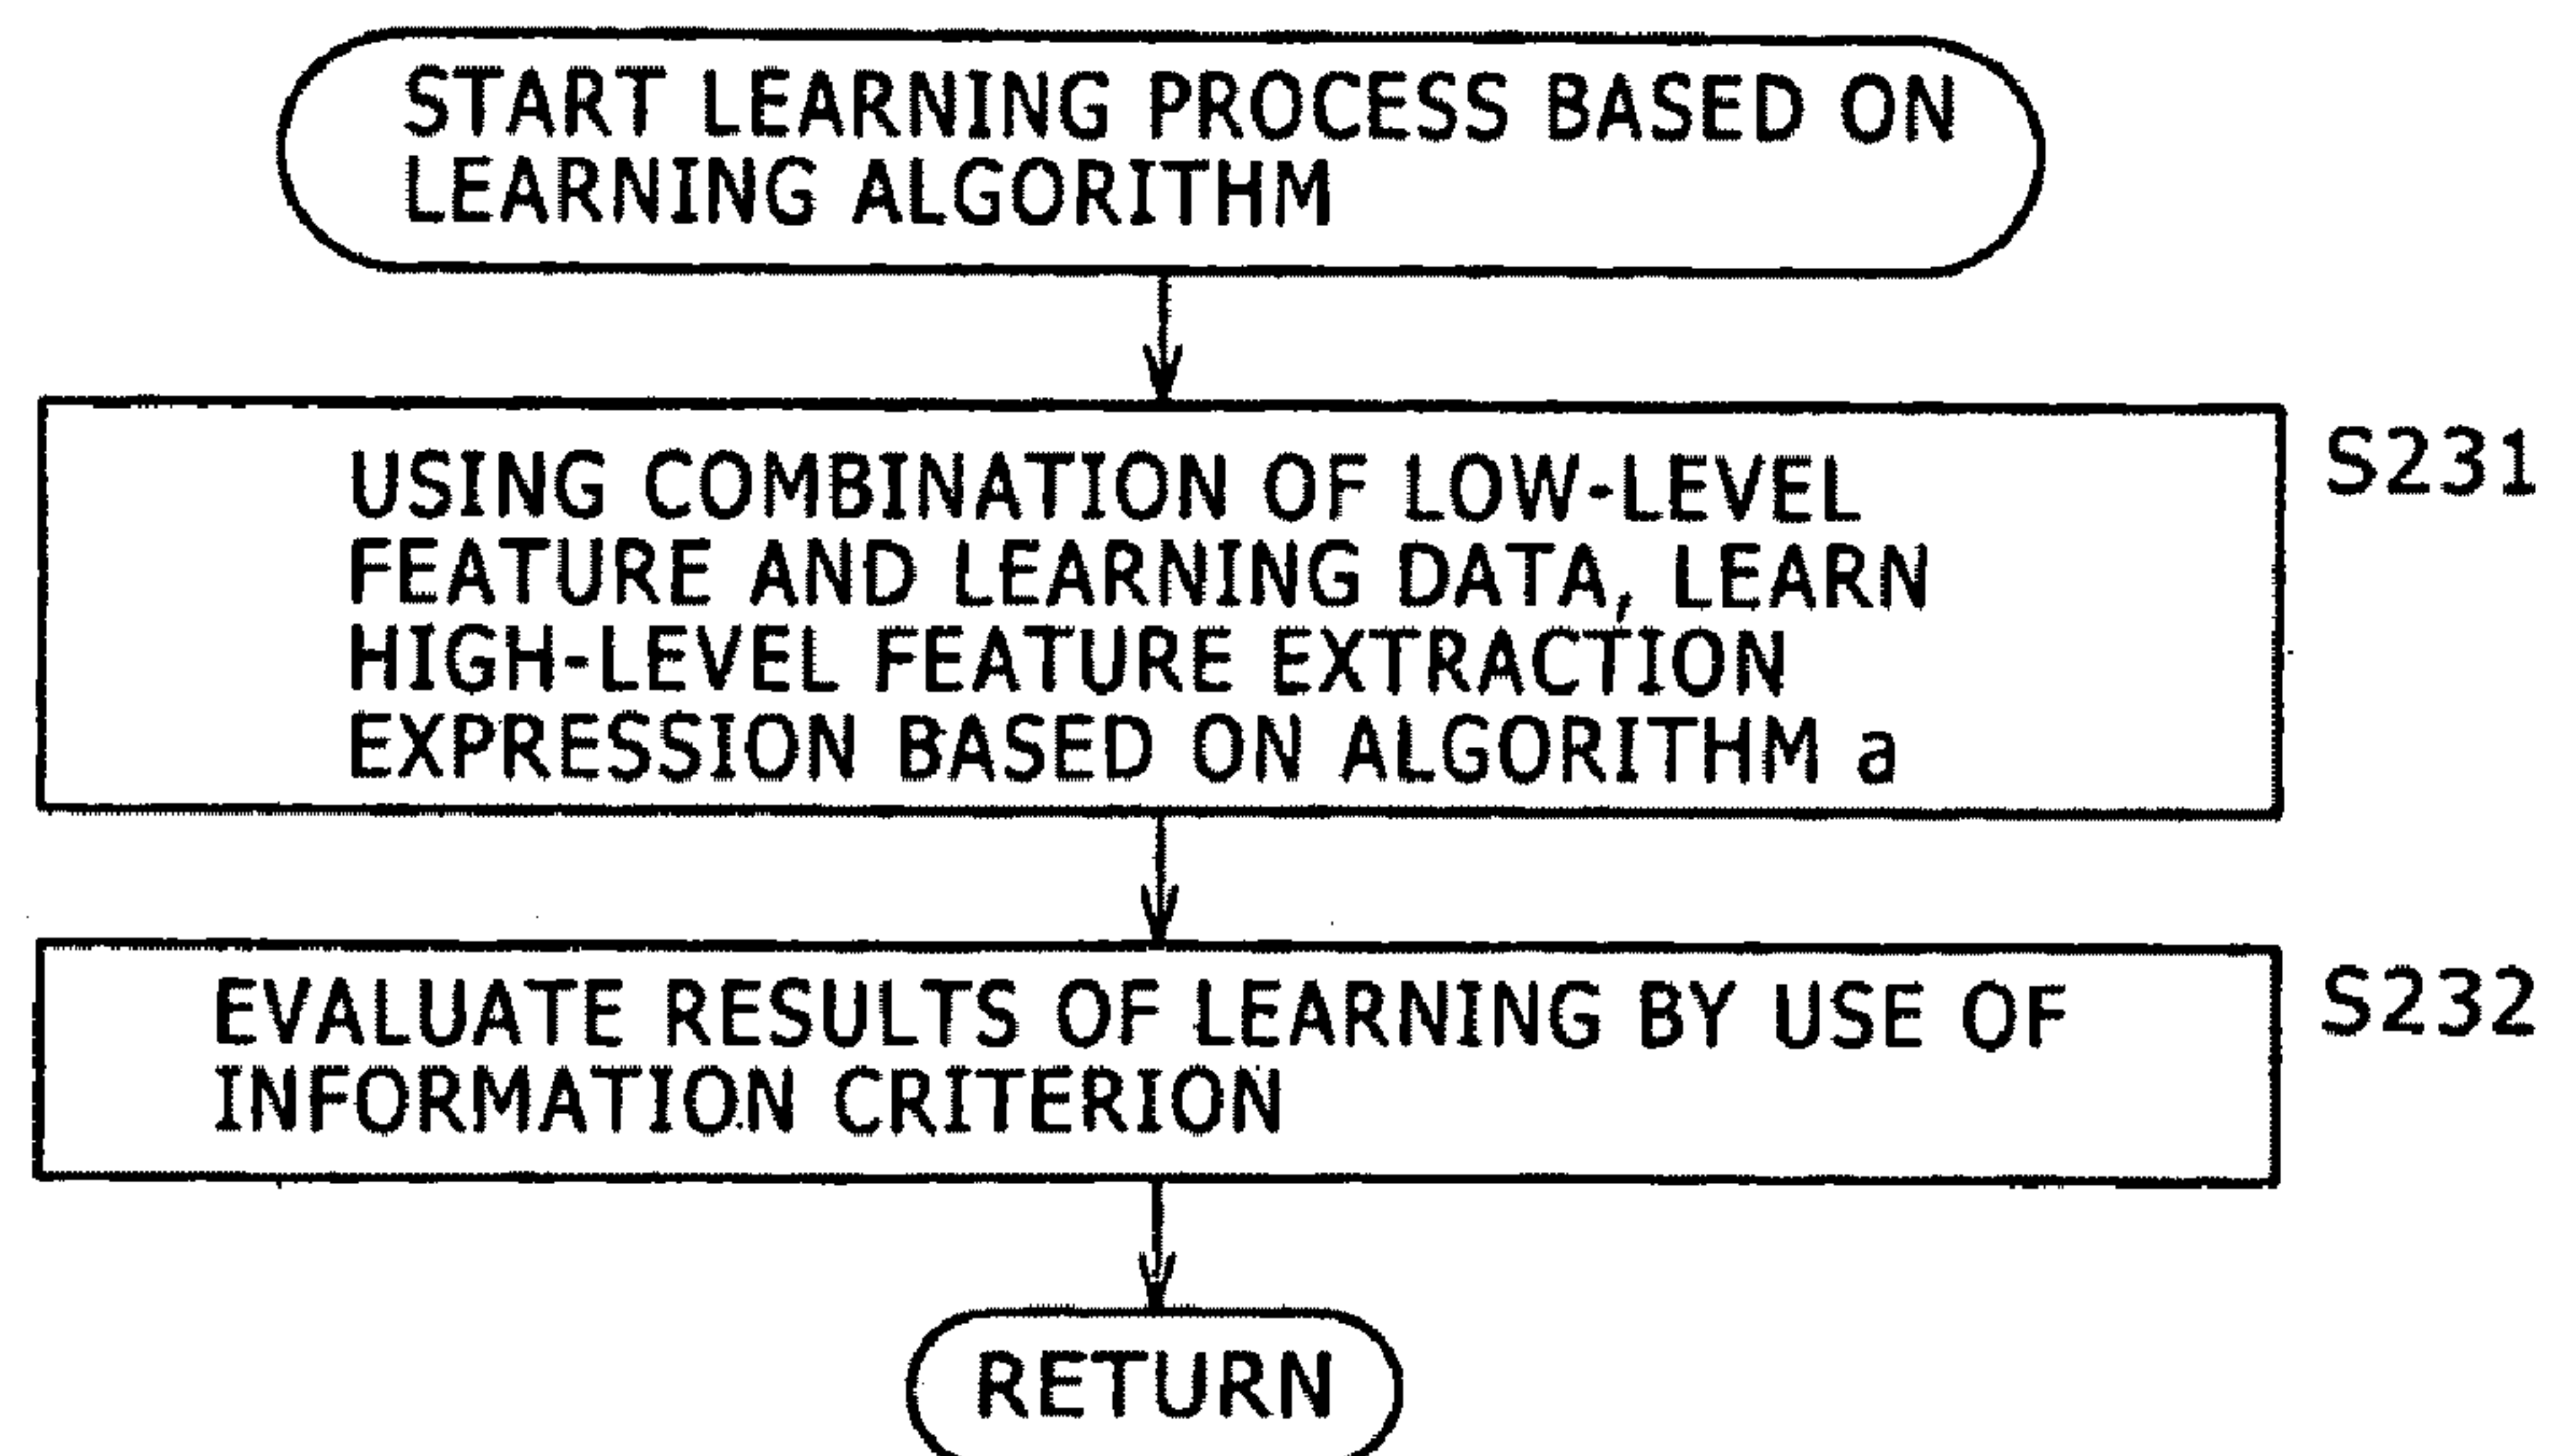 START LEARNING PROCESS BASED ON
LEARNING ALGORITHM
USING COMBINATION OF LOW-LEVEL
FEATURE AND LEARNING DATA, LEARN
HIGH-LEVEL FEATURE EXTRACTION
EXPRESSION BASED ON ALGORITHM a
S231
EVALUATE RESULTS OF LEARNING BY USE OF
INFORMATION CRITERION
S232
RETURN